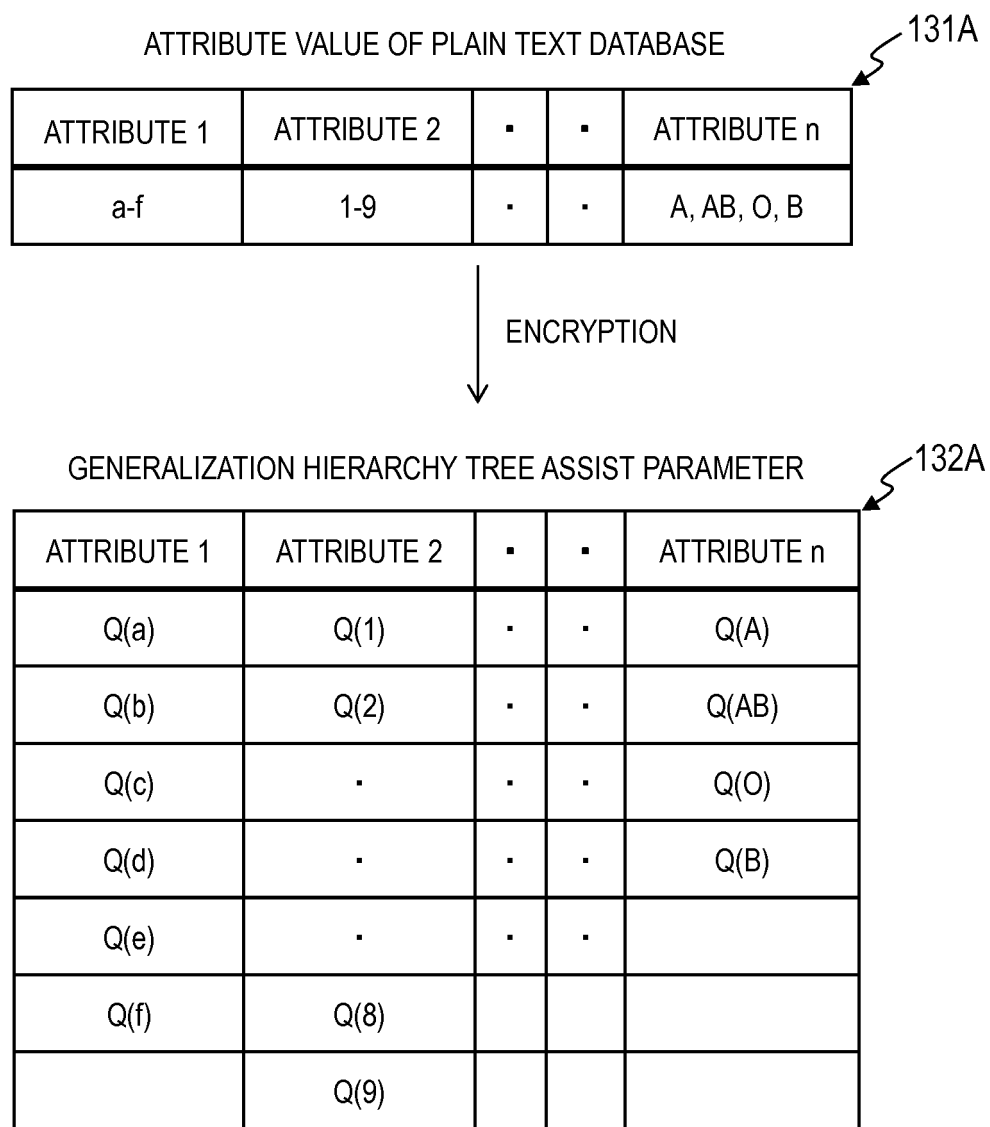 131A
ATTRIBUTE VALUE OF PLAIN TEXT DATABASE
ATTRIBUTE 1 ATTRIBUTE 2 ▪ ▪ ATTRIBUTE n
a-f 1-9 · · A, AB, O, B
ENCRYPTION
132A
GENERALIZATION HIERARCHY TREE ASSIST PARAMETER
ATTRIBUTE 1 ATTRIBUTE 2 ▪ ▪ ATTRIBUTE n
Q(a) Q(1) · · Q(A)
Q(b) Q(2) · · Q(AB)
Q(c) · · · Q(O)
Q(d) · · · Q(B)
Q(e) · · ·
Q(f) Q(8)
Q(9)